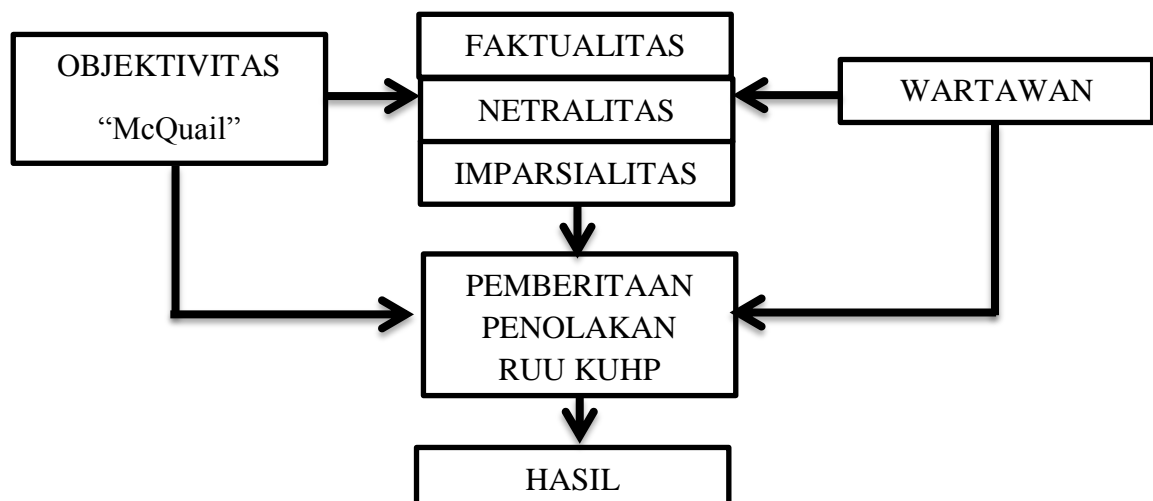 OBJEKTIVITAS
“McQuail”
FAKTUALITAS
NETRALITAS
IMPARSIALITAS
WARTAWAN
PEMBERITAAN
PENOLAKAN
RUU KUHP
HASIL